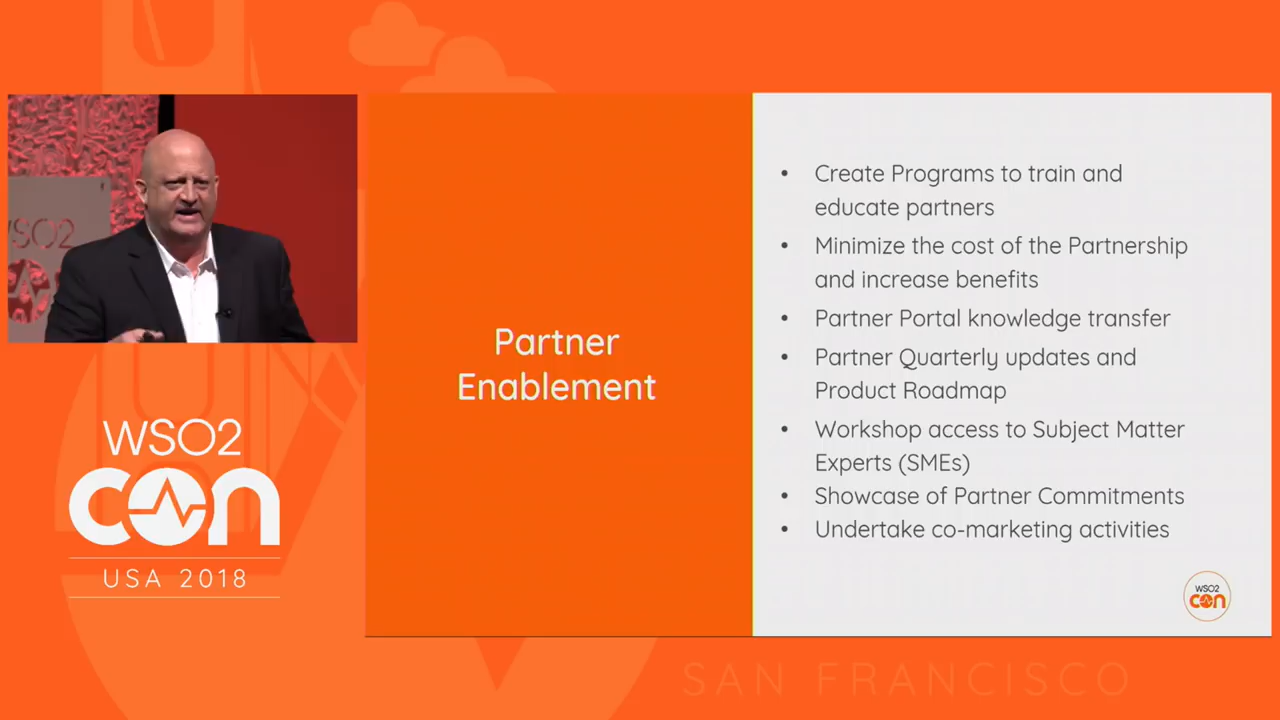 WSO2
WSO2
con
USA 2018
Partner
Enablement
• Create Programs to train and
educate partners
• Minimize the cost of the Partnership
and increase benefits
• Partner Portal knowledge transfer
• Partner Quarterly updates and
Product Roadmap
• Workshop access to Subject Matter
Experts (SMEs)
• Showcase of Partner Commitments
• Undertake co-marketing activities
WSO2
con
SAN FRANCISCO